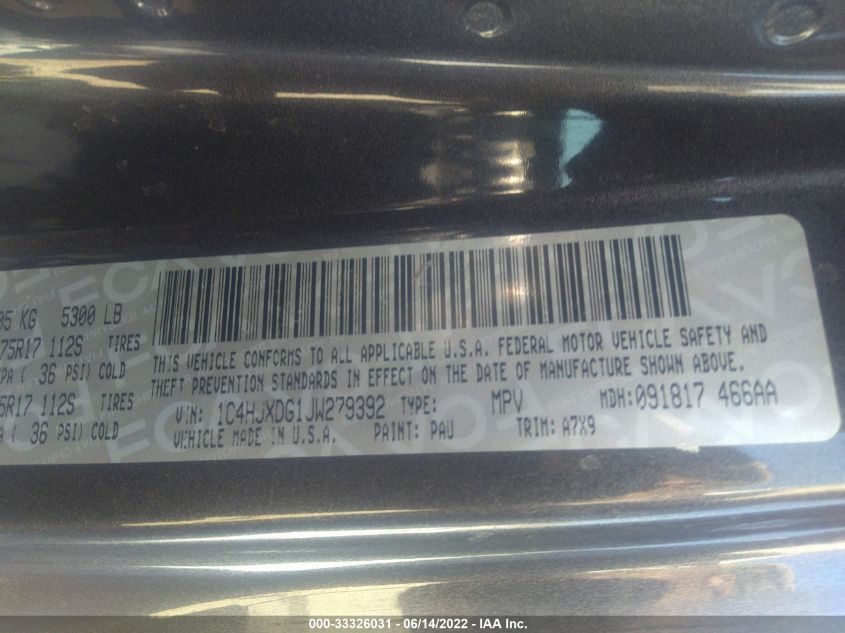 05 KG 5300 LB
75R17 112S TIRES
PA ( 36 PSI) COLD
5R17 112S TIRES
A ( 36 PSI) COLD
THIS VEHICLE CONFORMS TO ALL APPLICABLE U.S.A. FEDERAL MOTOR VEHICLE SAFETY AND
THEFT PREVENTION STANDARDS IN EFFECT ON THE DATE OF MANUFACTURE SHOWN ABOVE.
VIN: 1C4HJXDG1JW279392 TYPE: MPV MDH:091817 466AA
VEHICLE MADE IN U.S.A. PAINT: PAU TRIM: A7X9
000-33326031 - 06/14/2022 - IAA Inc.